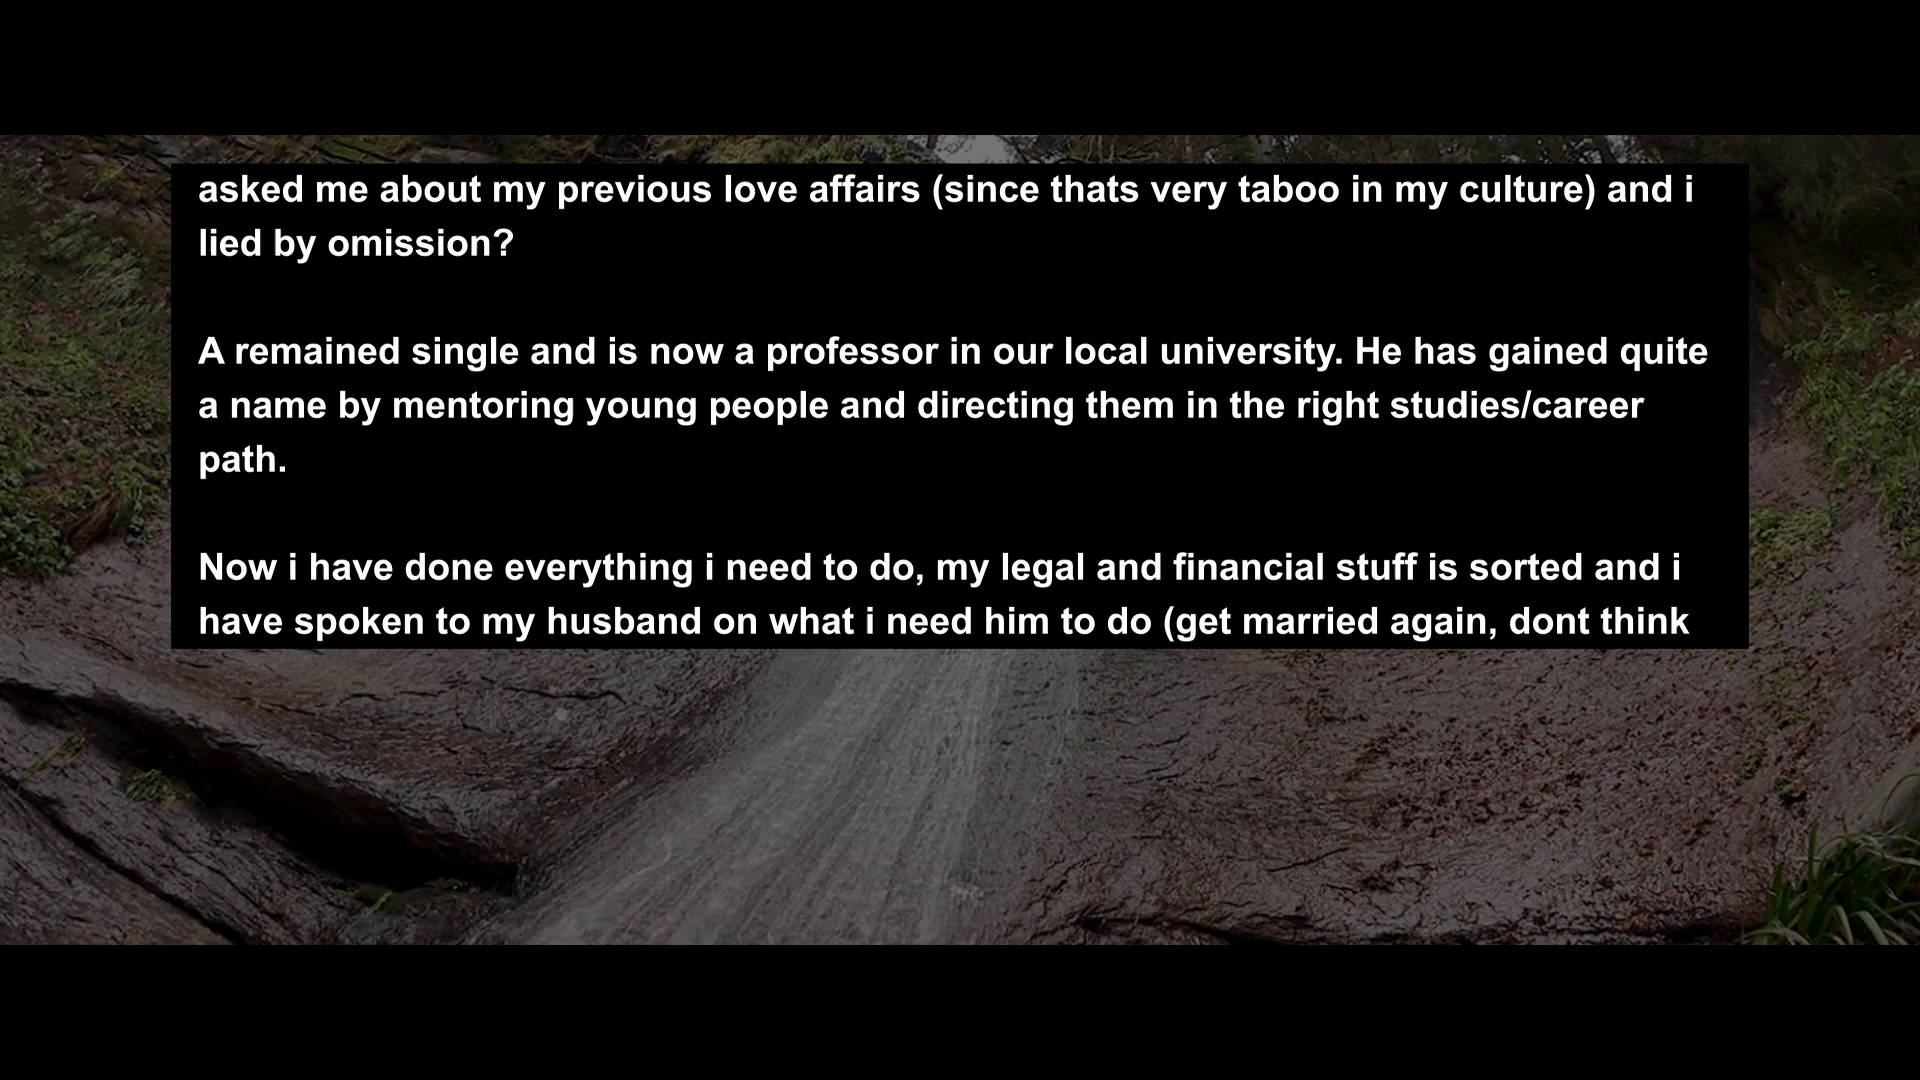 asked me about my previous love affairs (since thats very taboo in my culture) and i
lied by omission?
A remained single and is now a professor in our local university. He has gained quite
a name by mentoring young people and directing them in the right studies/career
path.
Now i have done everything i need to do, my legal and financial stuff is sorted and i
have spoken to my husband on what i need him to do (get married again, dont think